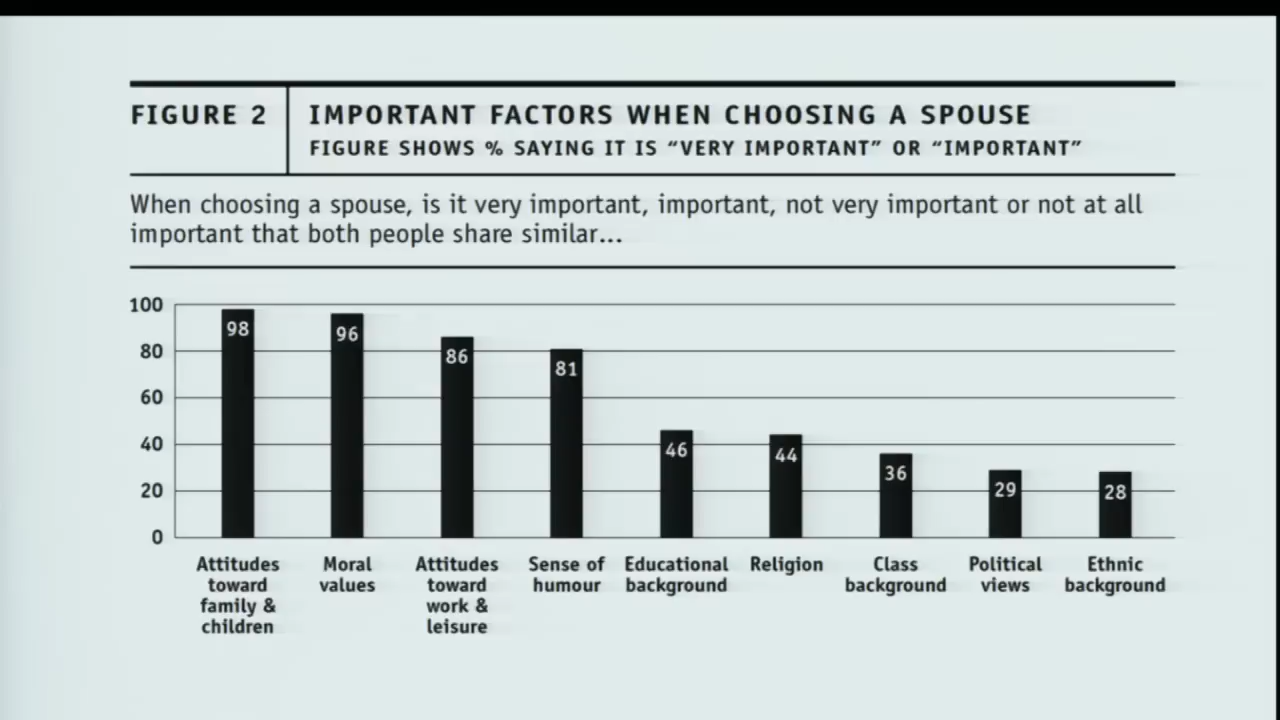 FIGURE 2
IMPORTANT FACTORS WHEN CHOOSING A SPOUSE
FIGURE SHOWS % SAYING IT IS “VERY IMPORTANT” OR “IMPORTANT”
When choosing a spouse, is it very important, important, not very important or not at all
important that both people share similar...
100
80
60
40
20
0
98
96
86
81
46
44
36
29
28
Attitudes
toward
family &
children
Moral
values
Attitudes
toward
work &
leisure
Sense of
humour
Educational
background
Religion
Class
background
Political
views
Ethnic
background